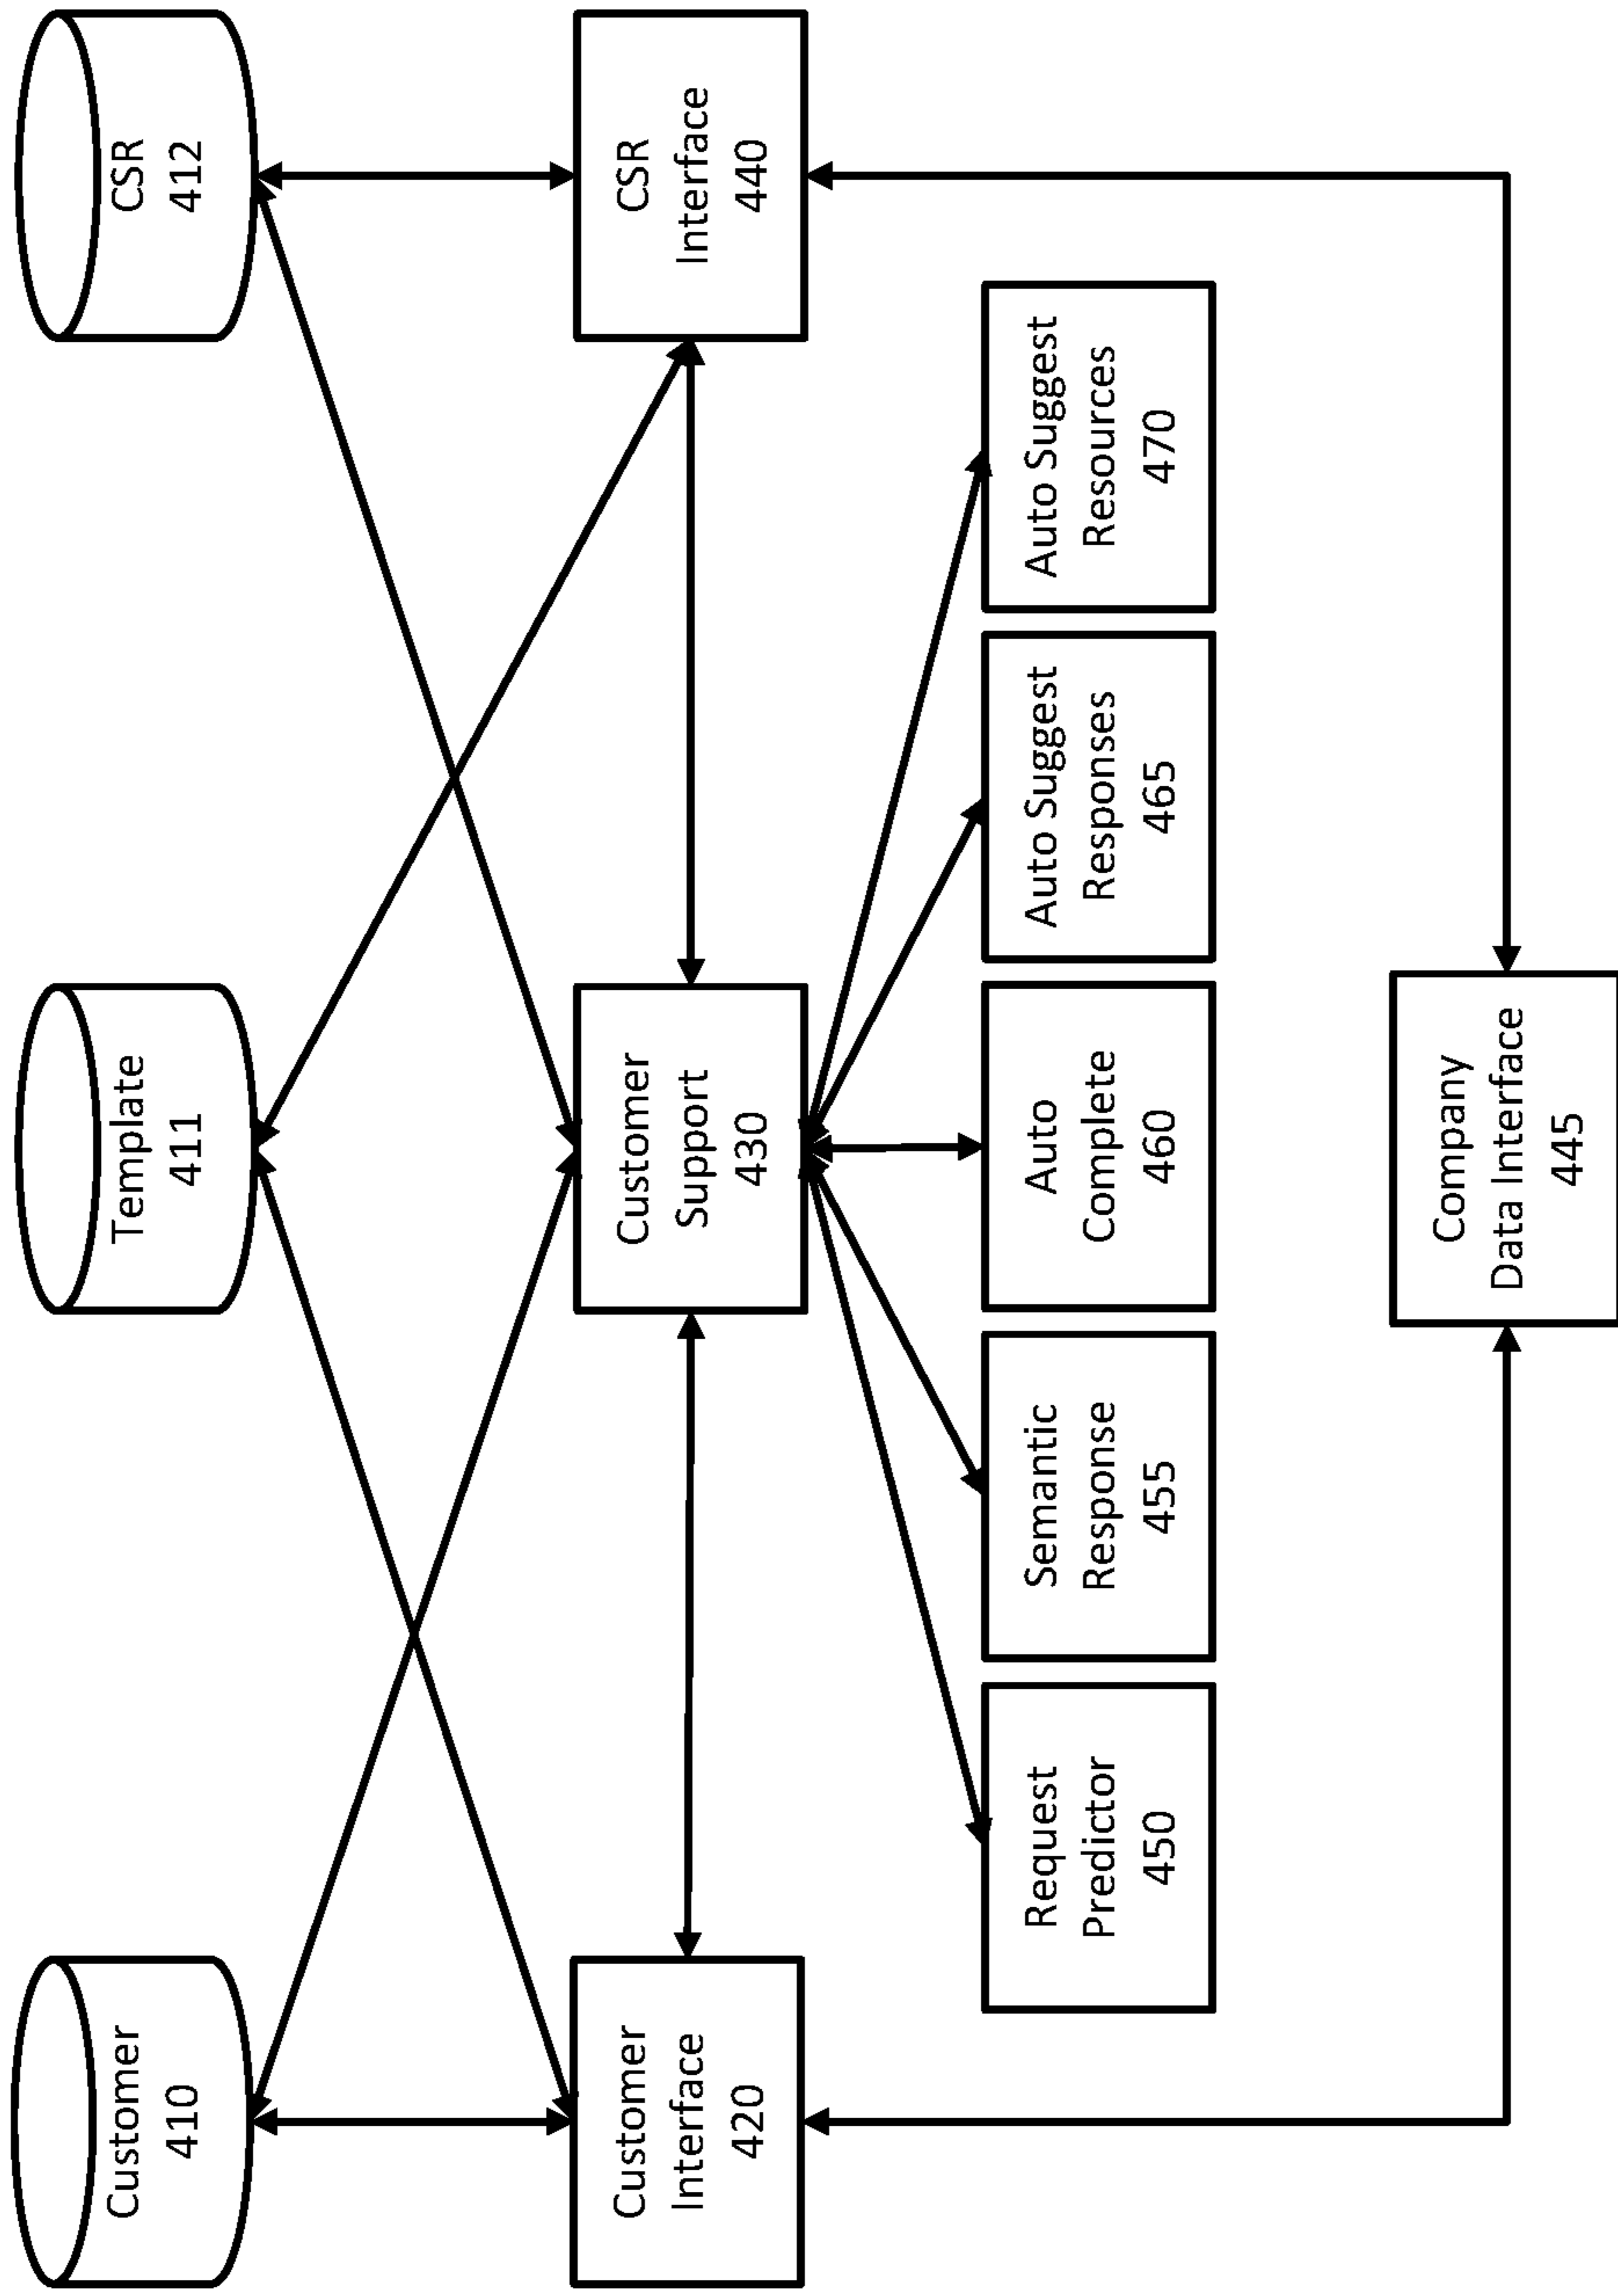 Customer
410
Template
411
CSR
412
Customer
Interface
420
Customer
Support
430
CSR
Interface
440
Request
Predictor
450
Semantic
Response
455
Auto
Complete
460
Auto Suggest
Responses
465
Auto Suggest
Resources
470
Company
Data Interface
445